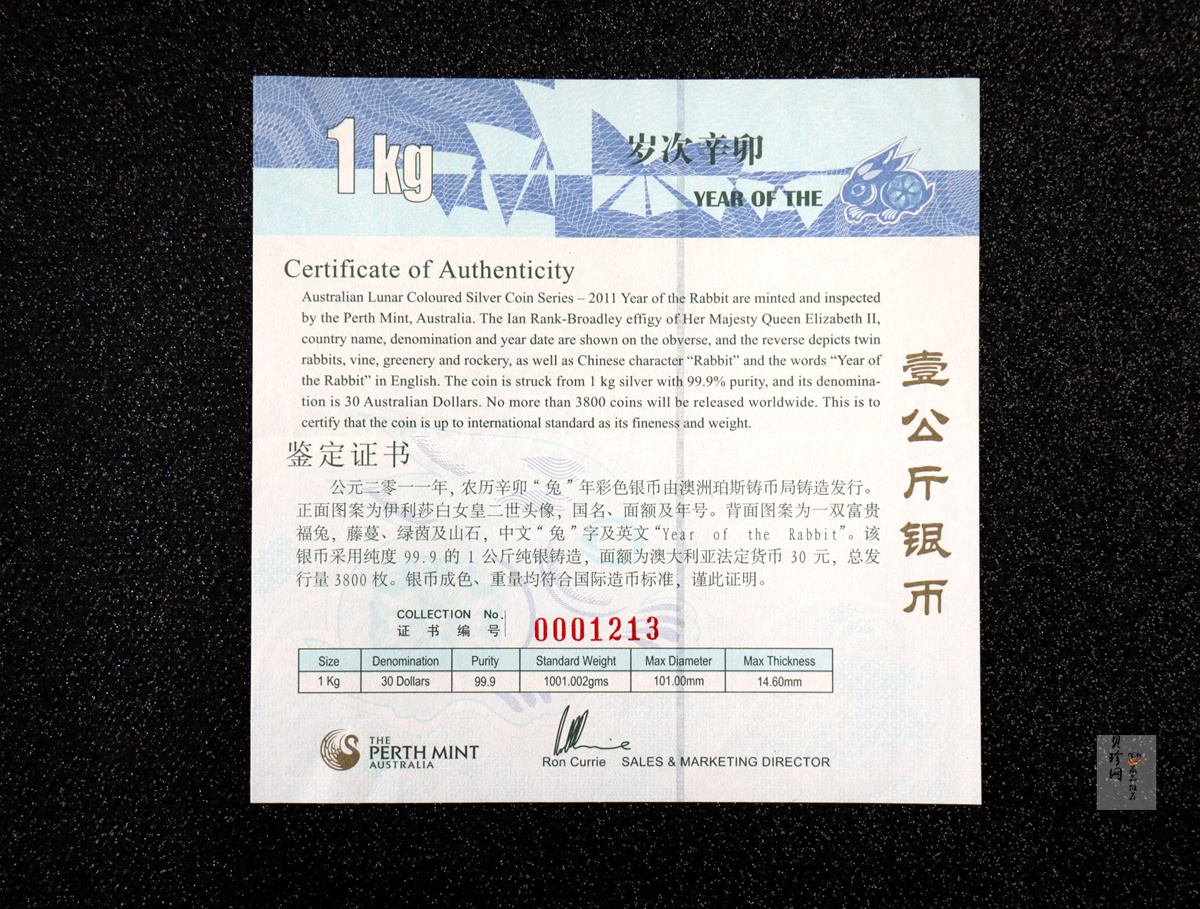 1 kg
岁次辛卯
YEAR OF THE
Certificate of Authenticity
Australian Lunar Coloured Silver Coin Series – 2011 Year of the Rabbit are minted and inspected
by the Perth Mint, Australia. The Ian Rank-Broadley effigy of Her Majesty Queen Elizabeth II,
country name, denomination and year date are shown on the obverse, and the reverse depicts twin
rabbits, vine, greenery and rockery, as well as Chinese character “Rabbit” and the words “Year of
the Rabbit” in English. The coin is struck from 1 kg silver with 99.9% purity, and its denomina-
tion is 30 Australian Dollars. No more than 3800 coins will be released worldwide. This is to
certify that the coin is up to international standard as its fineness and weight.
鉴定证书
公元二零一一年，农历辛卯“兔”年彩色银币由澳洲珀斯铸币局铸造发行。
正面图案为伊利莎白女皇二世头像，国名、面额及年号。背面图案为一双富贵
福兔，藤蔓、绿茵及山石，中文“兔”字及英文“Year of the Rabbit”。该
银币采用纯度 99.9 的 1 公斤纯银铸造，面额为澳大利亚法定货币 30 元，总发
行量 3800 枚。银币成色、重量均符合国际造币标准，谨此证明。
壹公斤银币
COLLECTION No.
证书编号
0001213
Size Denomination Purity Standard Weight Max Diameter Max Thickness
1 Kg 30 Dollars 99.9 1001.002gms 101.00mm 14.60mm
THE
PERTH MINT
AUSTRALIA
Ron Currie SALES & MARKETING DIRECTOR
贝珍网